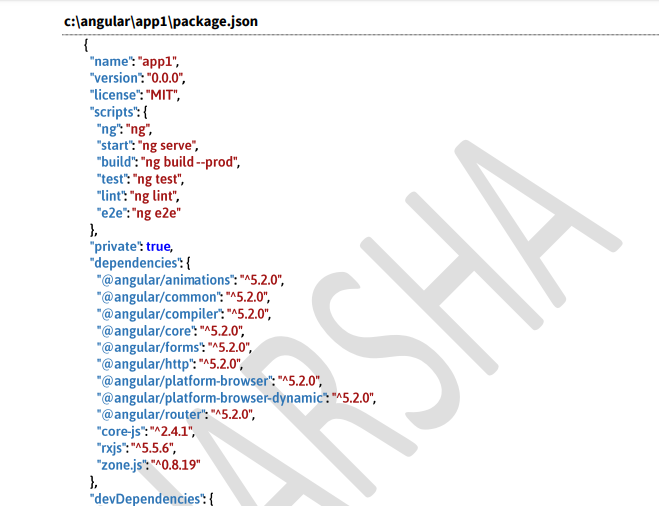 c:\angular\app1\package.json
{
"name": "app1",
"version": "0.0.0",
"license": "MIT",
"scripts": {
"ng": "ng",
"start": "ng serve",
"build": "ng build --prod",
"test": "ng test",
"lint": "ng lint",
"e2e": "ng e2e"
},
"private": true,
"dependencies": {
"@angular/animations": "^5.2.0",
"@angular/common": "^5.2.0",
"@angular/compiler": "^5.2.0",
"@angular/core": "^5.2.0",
"@angular/forms": "^5.2.0",
"@angular/http": "^5.2.0",
"@angular/platform-browser": "^5.2.0",
"@angular/platform-browser-dynamic": "^5.2.0",
"@angular/router": "^5.2.0",
"core-js": "^2.4.1",
"rxjs": "^5.5.6",
"zone.js": "^0.8.19"
},
"devDependencies": {
ARSHA